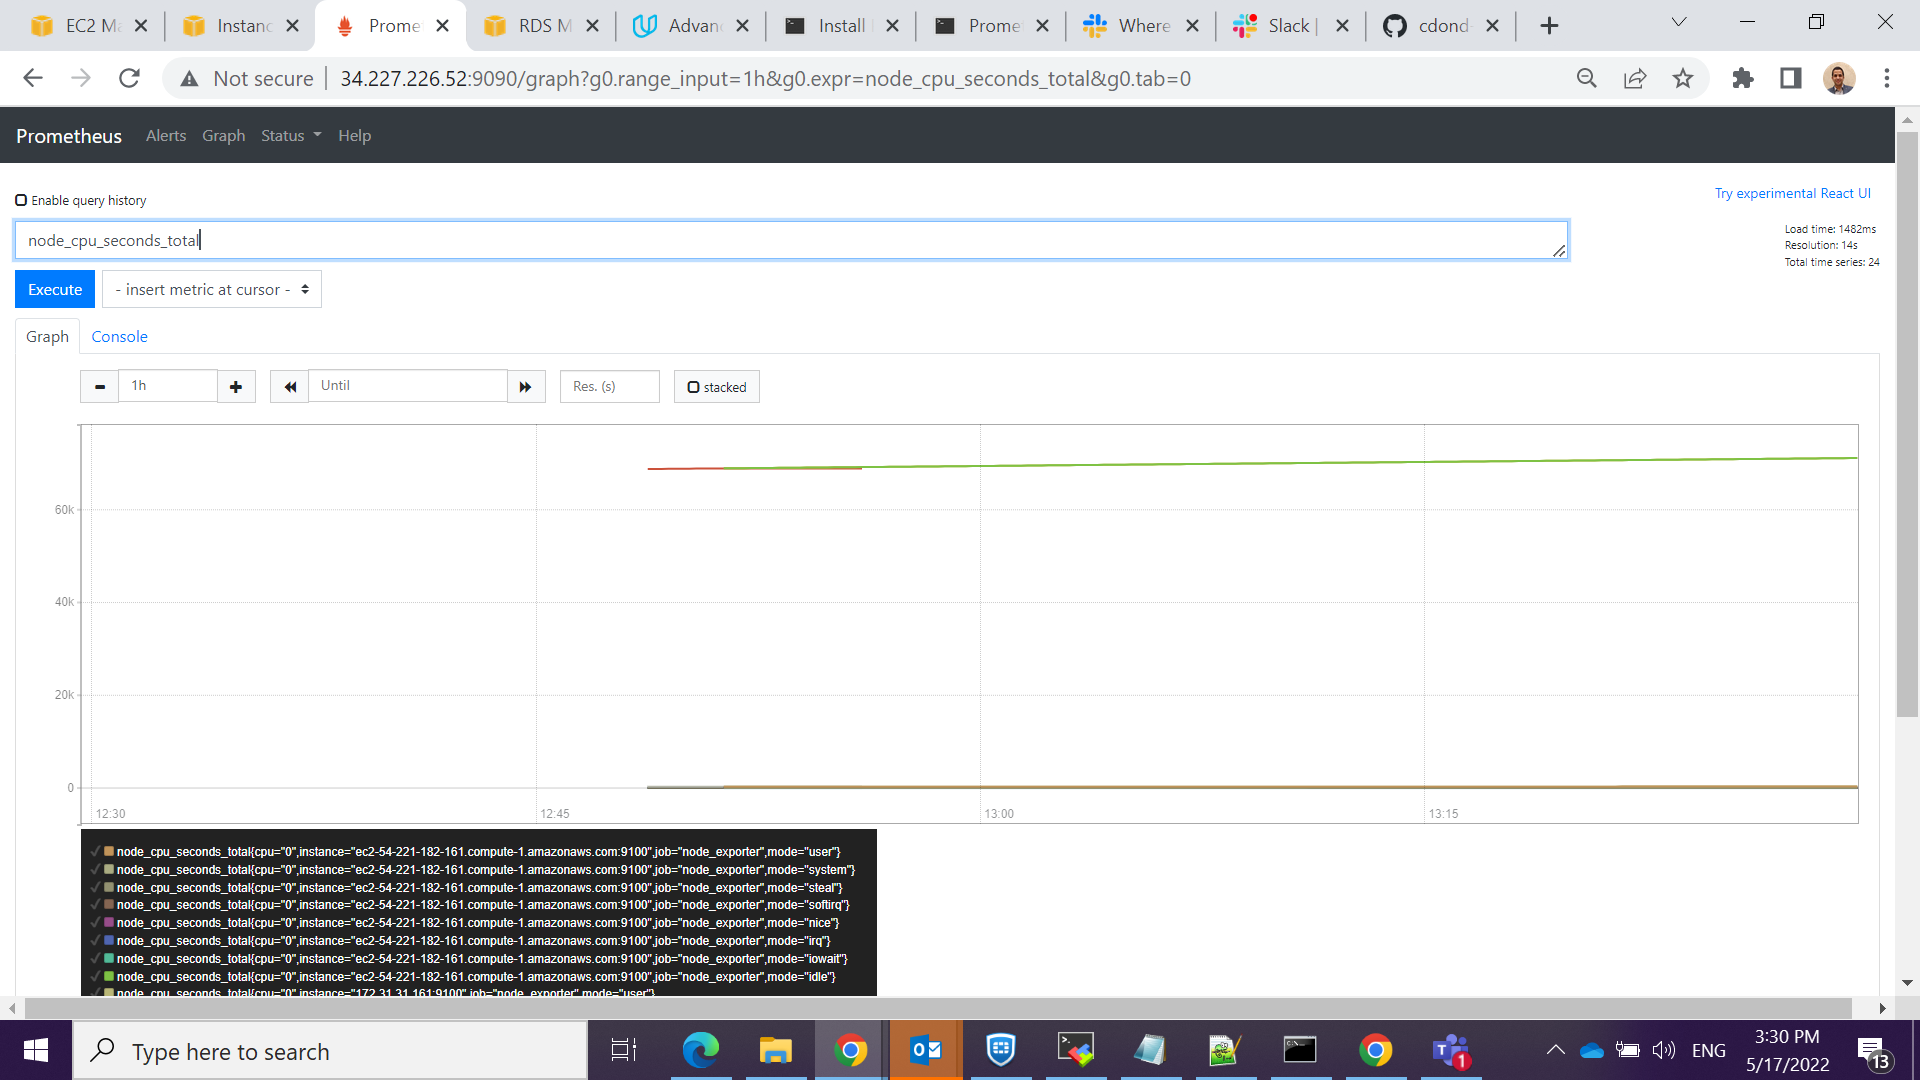 EC2 Ma
Instanc
Prome
RDS M
Advan
Install
Prome
Where
Slack |
cdond
Not secure
34.227.226.52:9090/graph?g0.range_input=1h&g0.expr=node_cpu_seconds_total&g0.tab=0
Prometheus
Alerts
Graph
Status
Help
Enable query history
Try experimental React UI
node_cpu_seconds_total
Load time: 1482ms
Resolution: 14s
Total time series: 24
Execute
- insert metric at cursor -
Graph
Console
1h
Until
Res. (s)
stacked
60k
40k
20k
0
12:30
12:45
13:00
13:15
node_cpu_seconds_total{cpu="0",instance="ec2-54-221-182-161.compute-1.amazonaws.com:9100",job="node_exporter",mode="user"}
node_cpu_seconds_total{cpu="0",instance="ec2-54-221-182-161.compute-1.amazonaws.com:9100",job="node_exporter",mode="system"}
node_cpu_seconds_total{cpu="0",instance="ec2-54-221-182-161.compute-1.amazonaws.com:9100",job="node_exporter",mode="steal"}
node_cpu_seconds_total{cpu="0",instance="ec2-54-221-182-161.compute-1.amazonaws.com:9100",job="node_exporter",mode="softirq"}
node_cpu_seconds_total{cpu="0",instance="ec2-54-221-182-161.compute-1.amazonaws.com:9100",job="node_exporter",mode="nice"}
node_cpu_seconds_total{cpu="0",instance="ec2-54-221-182-161.compute-1.amazonaws.com:9100",job="node_exporter",mode="irq"}
node_cpu_seconds_total{cpu="0",instance="ec2-54-221-182-161.compute-1.amazonaws.com:9100",job="node_exporter",mode="iowait"}
node_cpu_seconds_total{cpu="0",instance="ec2-54-221-182-161.compute-1.amazonaws.com:9100",job="node_exporter",mode="idle"}
node_cpu_seconds_total{cpu="0",instance="172.31.31.161:9100",job="node_exporter",mode="user"}
Type here to search
1
ENG
3:30 PM
5/17/2022
13